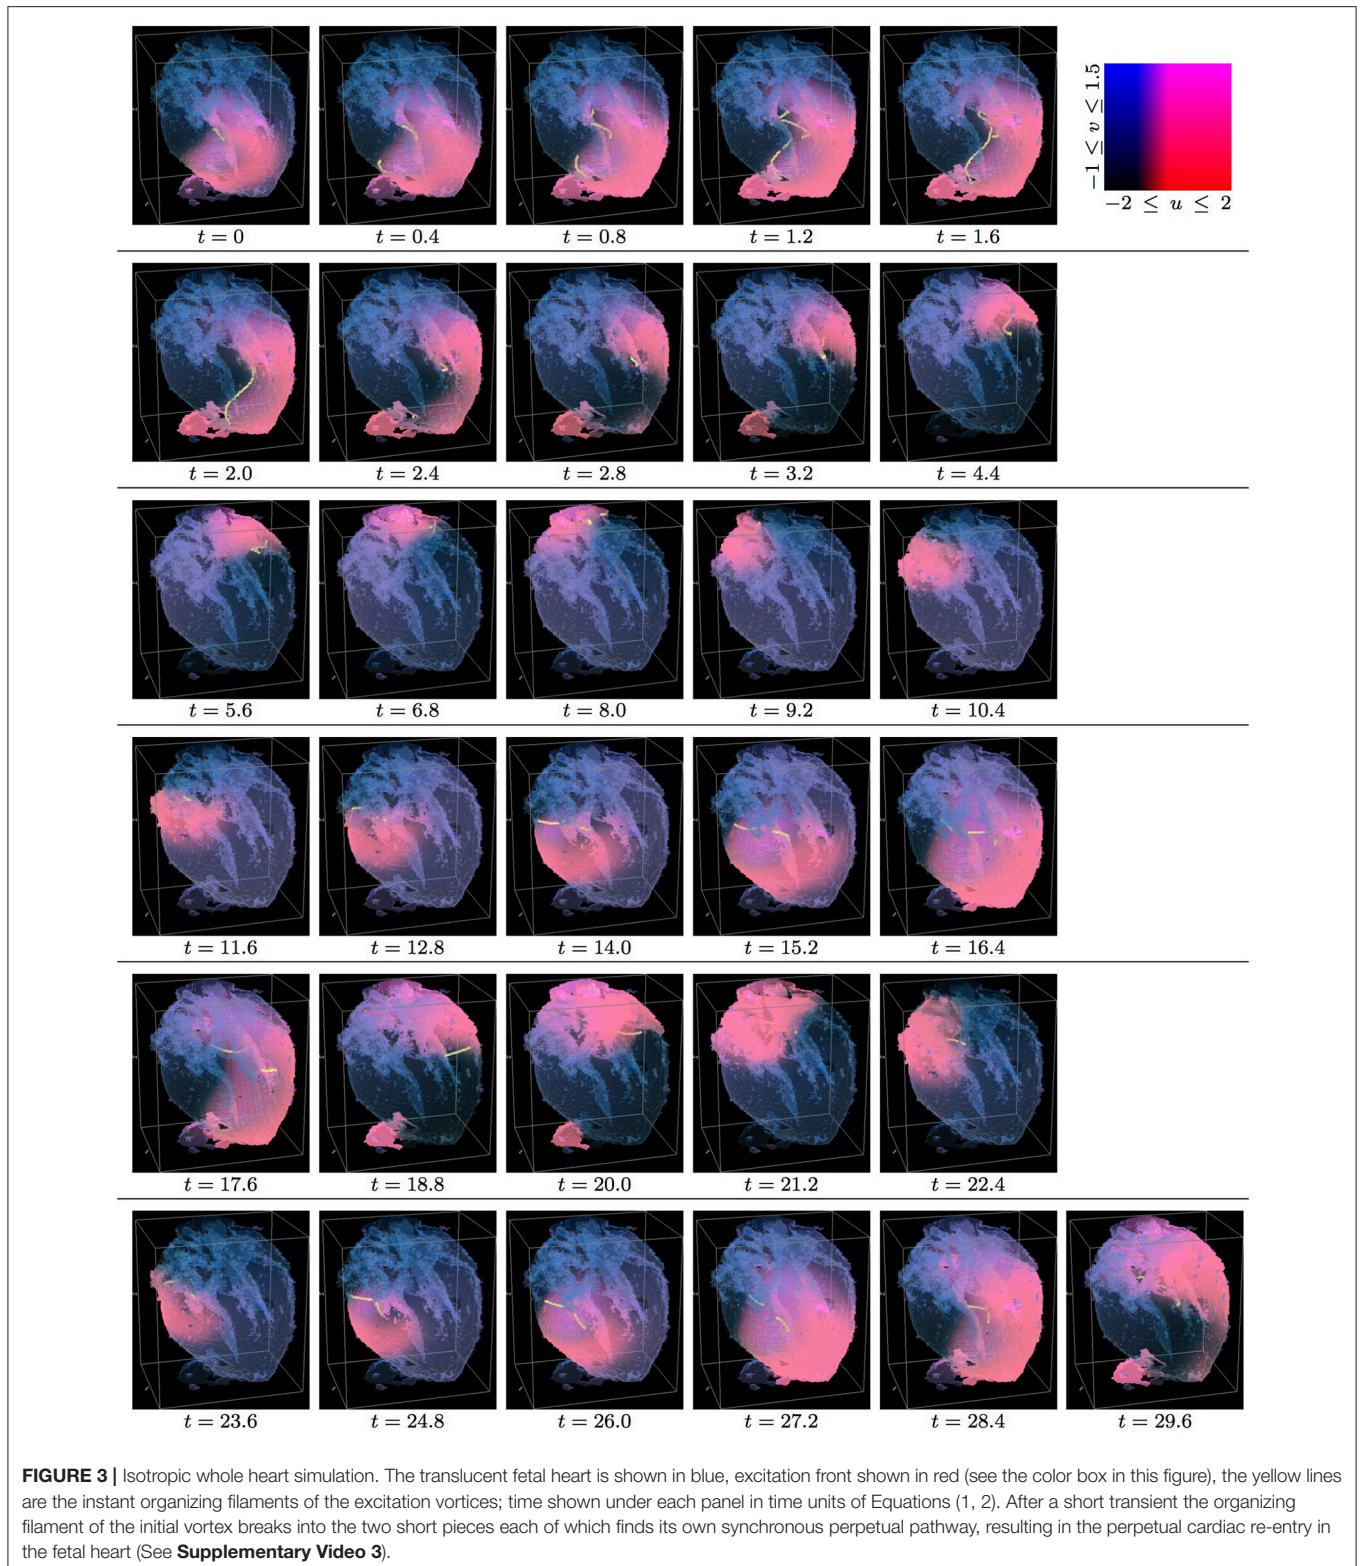 −1 ≤ v ≤ 1.5
−2 ≤ u ≤ 2
t = 0 t = 0.4 t = 0.8 t = 1.2 t = 1.6
t = 2.0 t = 2.4 t = 2.8 t = 3.2 t = 4.4
t = 5.6 t = 6.8 t = 8.0 t = 9.2 t = 10.4
t = 11.6 t = 12.8 t = 14.0 t = 15.2 t = 16.4
t = 17.6 t = 18.8 t = 20.0 t = 21.2 t = 22.4
t = 23.6 t = 24.8 t = 26.0 t = 27.2 t = 28.4 t = 29.6
FIGURE 3 | Isotropic whole heart simulation. The translucent fetal heart is shown in blue, excitation front shown in red (see the color box in this figure), the yellow lines
are the instant organizing filaments of the excitation vortices; time shown under each panel in time units of Equations (1, 2). After a short transient the organizing
filament of the initial vortex breaks into the two short pieces each of which finds its own synchronous perpetual pathway, resulting in the perpetual cardiac re-entry in
the fetal heart (See Supplementary Video 3).